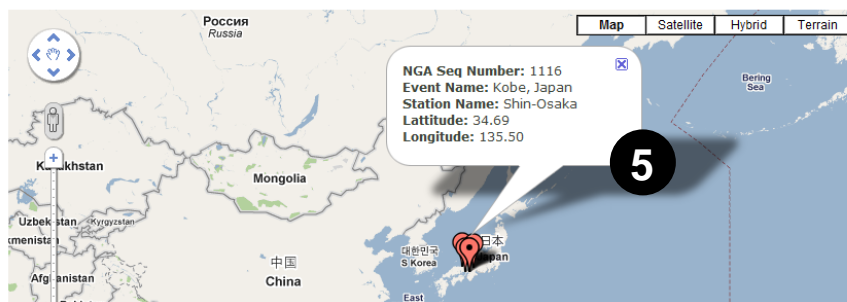 Россия
Russia
Map
Satellite
Hybrid
Terrain
NGA Seq Number: 1116
Event Name: Kobe, Japan
Station Name: Shin-Osaka
Lattitude: 34.69
Longitude: 135.50
Bering
Sea
5
Mongolia
Kyrgyzstan
日本
Japan
대한민국
S Korea
中国
China
East